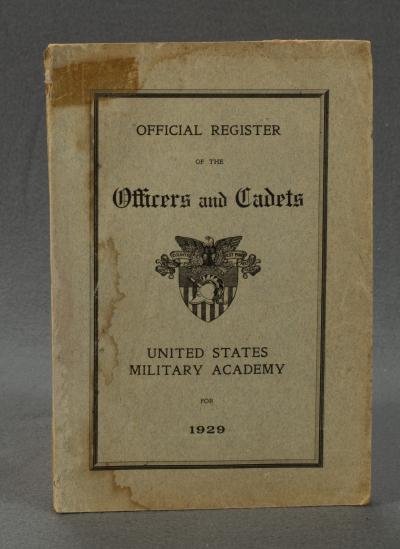 OFFICIAL REGISTER
OF THE
Officers and Cadets
UNITED STATES
MILITARY ACADEMY
FOR
1929